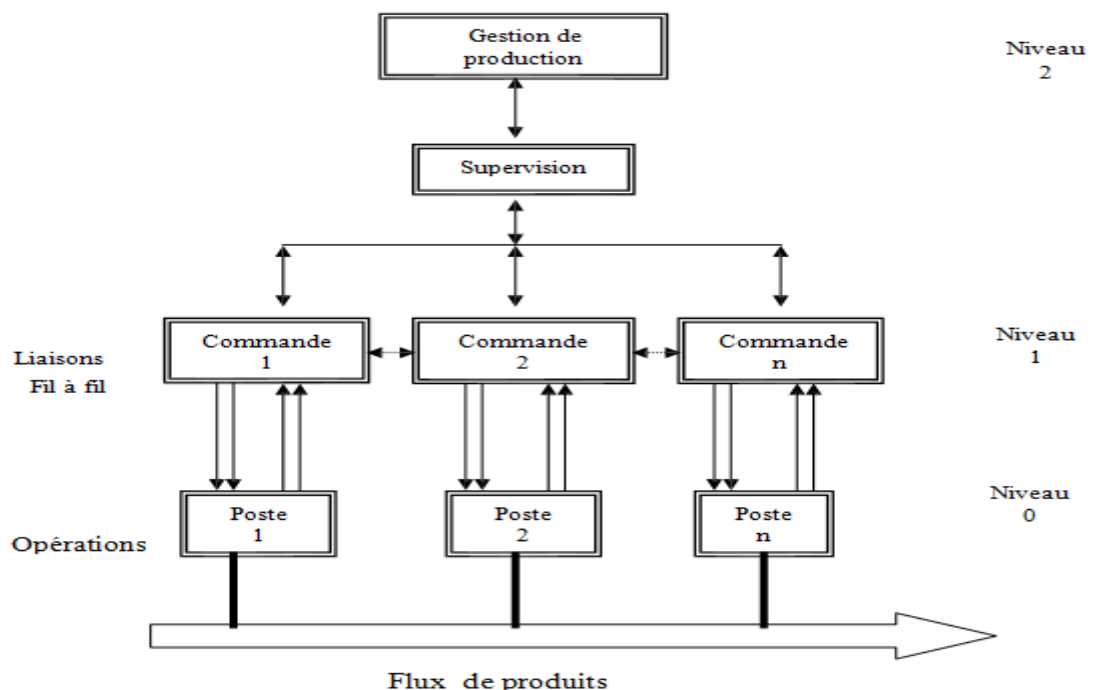 Gestion de
production
Niveau
2
Supervision
Commande
1
Commande
2
Commande
n
Niveau
1
Liaisons
Fil à fil
Poste
1
Poste
2
Poste
n
Niveau
0
Opérations
Flux de produits